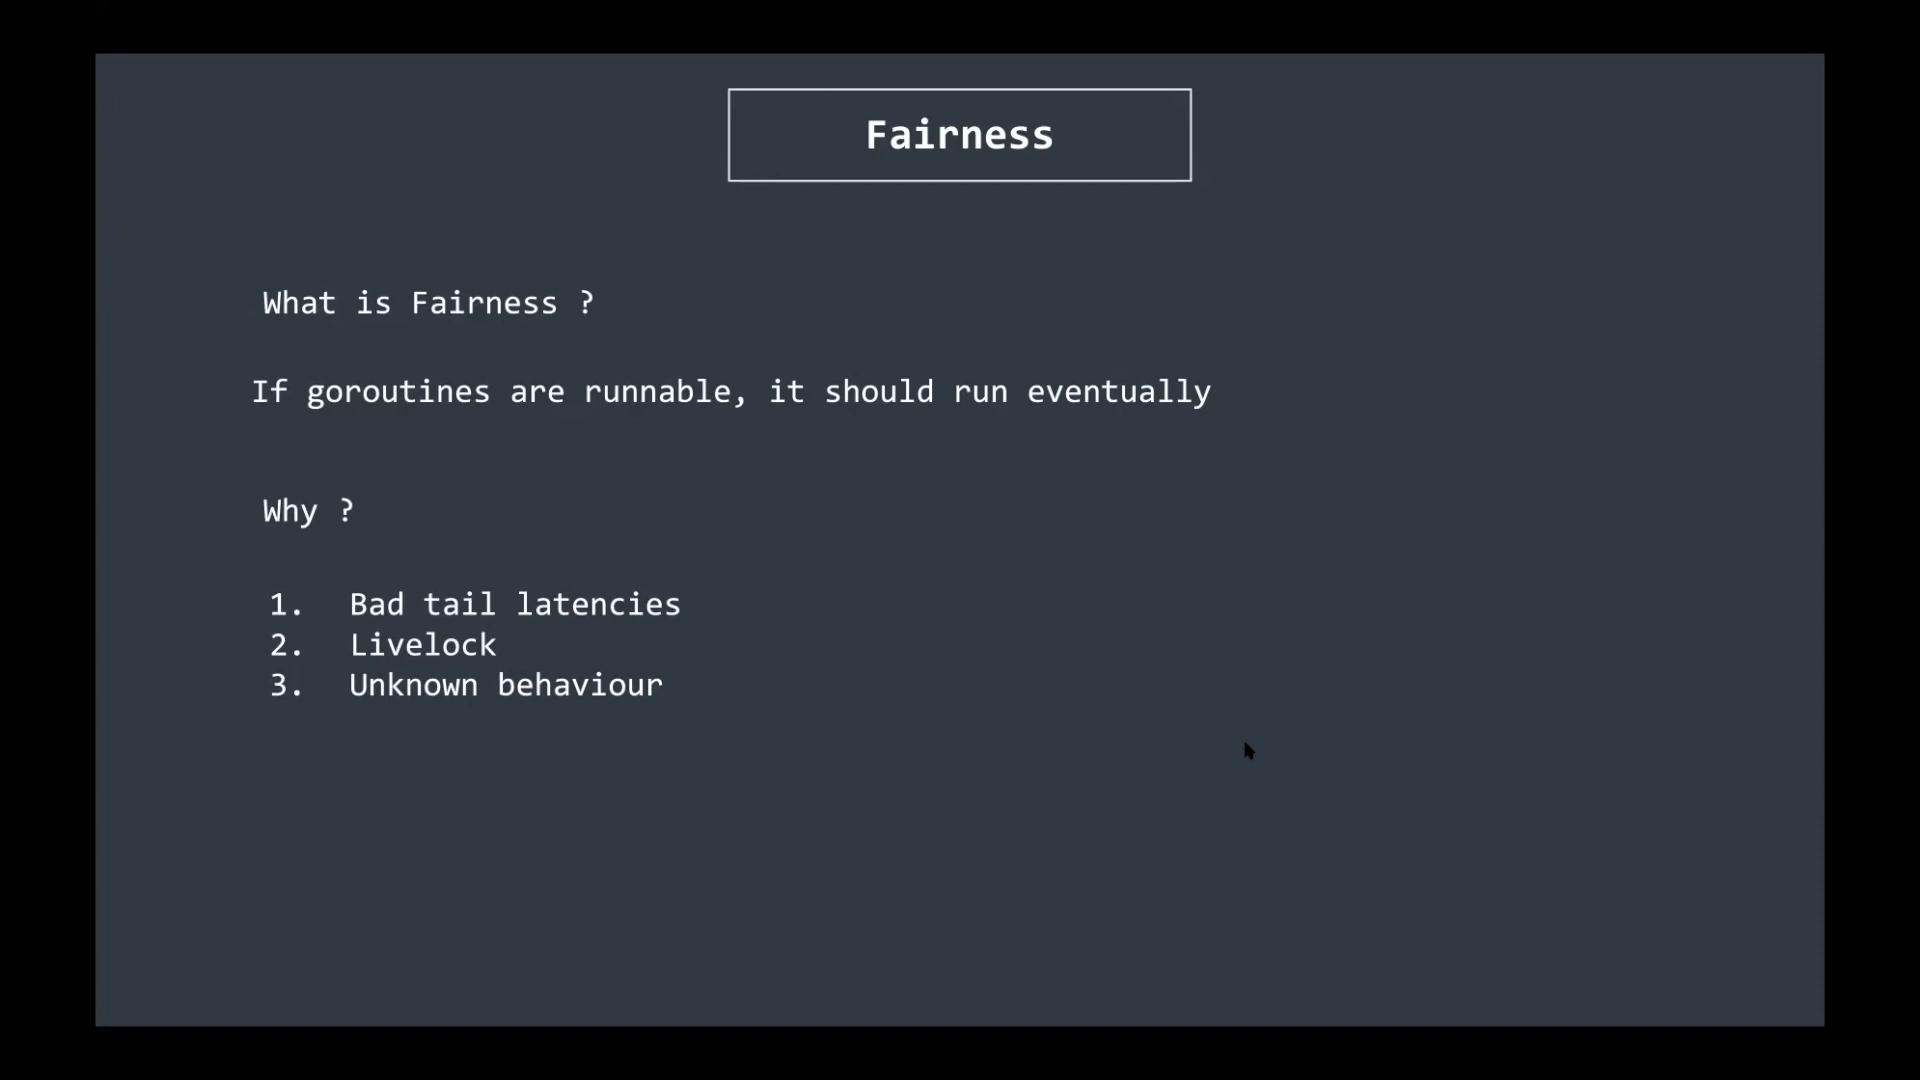 Fairness
What is Fairness ?
If goroutines are runnable, it should run eventually
Why ?
1. Bad tail latencies
2. Livelock
3. Unknown behaviour